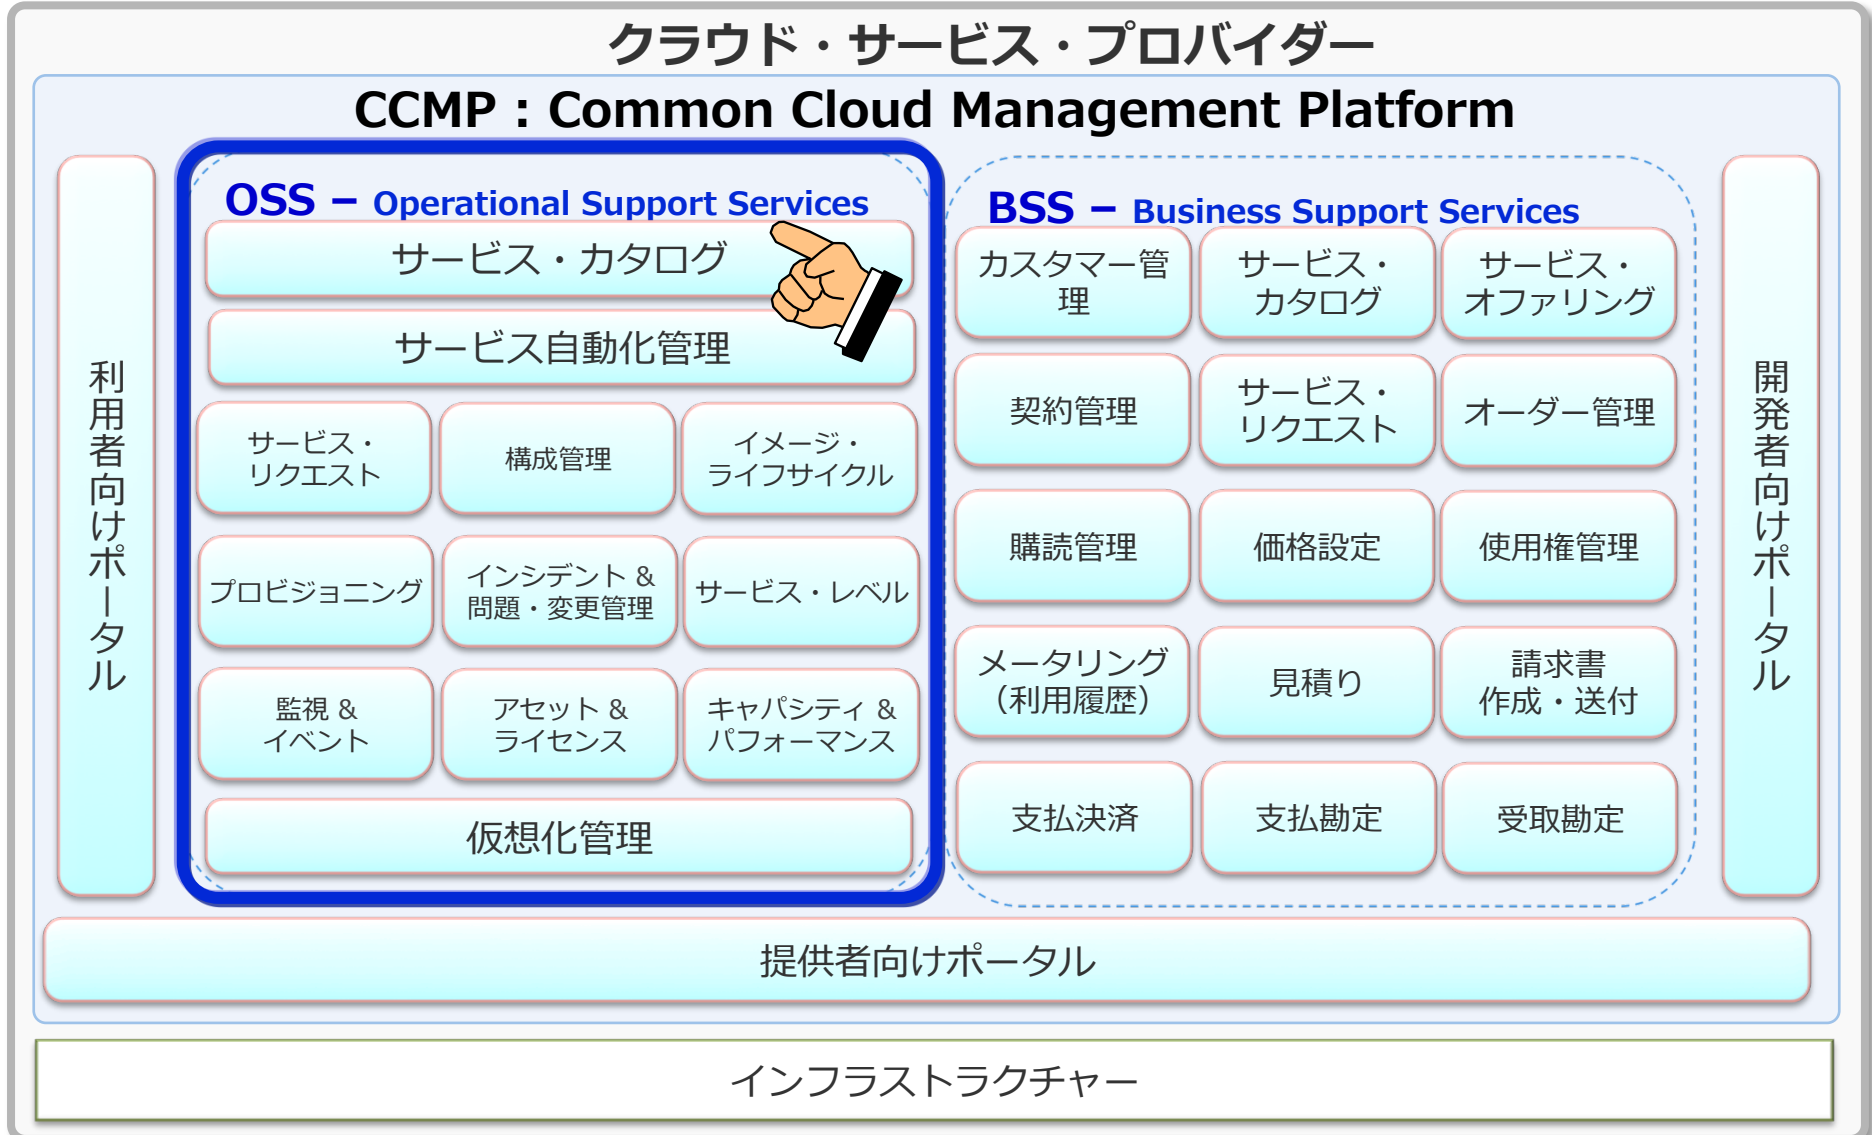 クラウド・サービス・プロバイダー
CCMP：Common Cloud Management Platform
利用者向けポータル
OSS – Operational Support Services
サービス・カタログ
サービス自動化管理
サービス・
リクエスト
構成管理
イメージ・
ライフサイクル
プロビジョニング
インシデント &
問題・変更管理
サービス・レベル
監視 &
イベント
アセット &
ライセンス
キャパシティ &
パフォーマンス
仮想化管理
BSS – Business Support Services
カスタマー管
理
サービス・
カタログ
サービス・
オファリング
契約管理
サービス・
リクエスト
オーダー管理
購読管理
価格設定
使用権管理
メータリング
（利用履歴）
見積り
請求書
作成・送付
支払決済
支払勘定
受取勘定
開発者向けポータル
提供者向けポータル
インフラストラクチャー